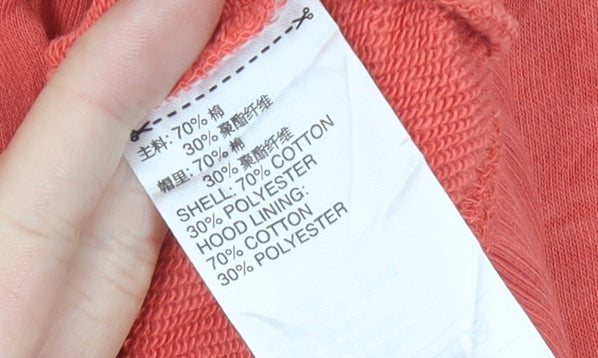 主料: 70% 棉
30% 聚酯纤维
帽里: 70% 棉
30% 聚酯纤维
SHELL: 70% COTTON
30% POLYESTER
HOOD LINING:
70% COTTON
30% POLYESTER